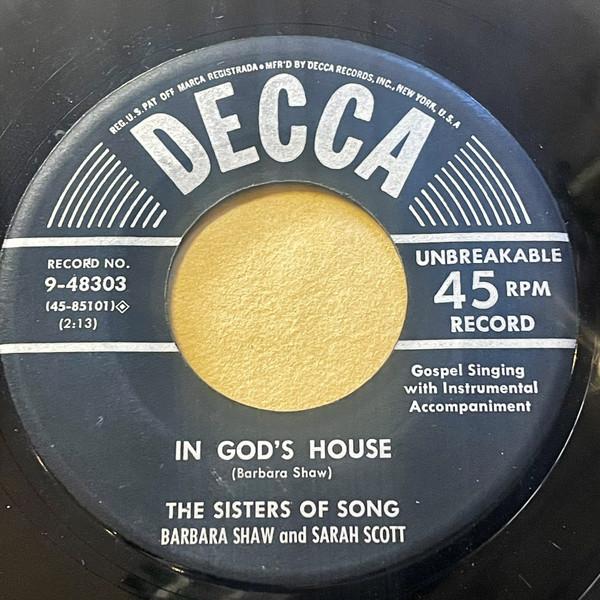 REG. U.S. PAT. OFF. MARCA REGISTRADA • MFR'D BY DECCA RECORDS, INC., NEW YORK, U.S.A
DECCA
RECORD NO.
9-48303
(45-85101)
(2:13)
UNBREAKABLE
45 RPM
RECORD
Gospel Singing
with Instrumental
Accompaniment
IN GOD'S HOUSE
(Barbara Shaw)
THE SISTERS OF SONG
BARBARA SHAW and SARAH SCOTT